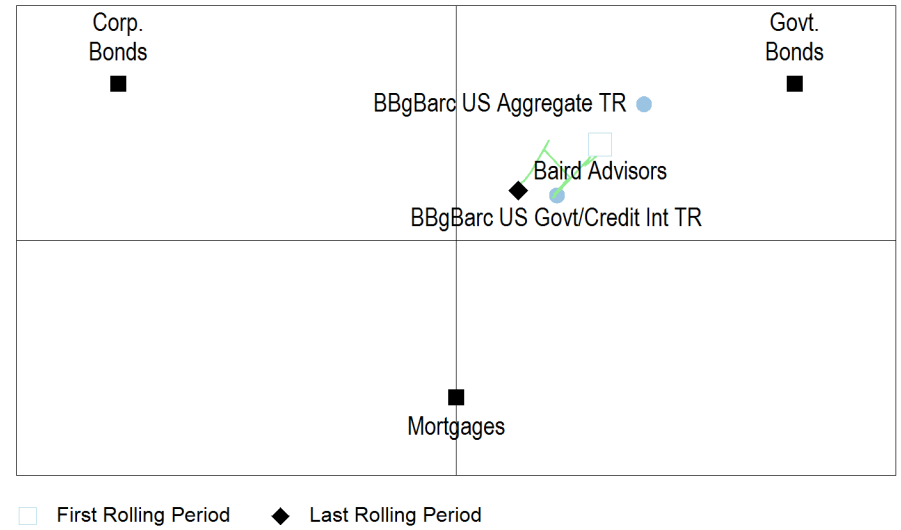 Corp.
Bonds
Govt.
Bonds
BBgBarc US Aggregate TR
Baird Advisors
BBgBarc US Govt/Credit Int TR
Mortgages
First Rolling Period
Last Rolling Period